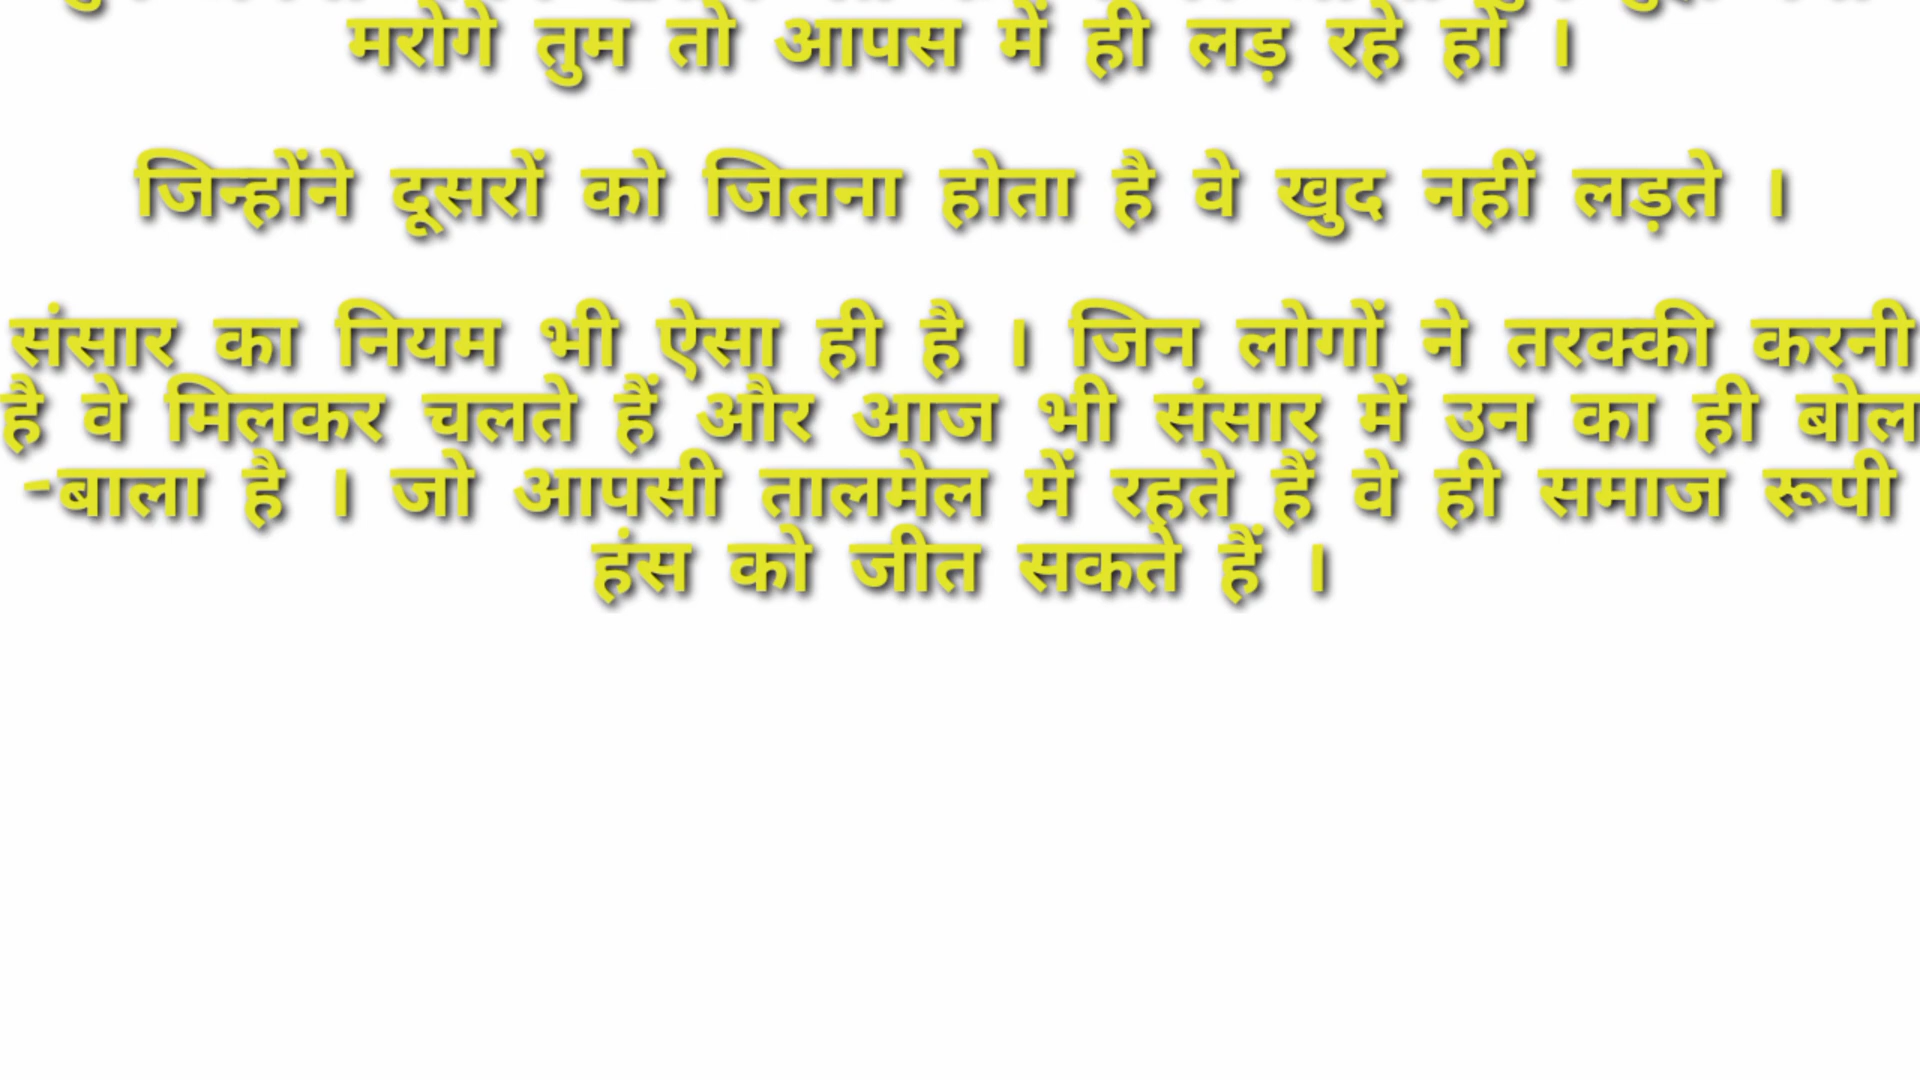 मरोगे तुम तो आपस में ही लड़ रहे हो ।
जिन्होंने दूसरों को जितना होता है वे खुद नहीं लड़ते ।
संसार का नियम भी ऐसा ही है । जिन लोगों ने तरक्की करनी
है वे मिलकर चलते हैं और आज भी संसार में उन का ही बोल
-बाला है । जो आपसी तालमेल में रहते हैं वे ही समाज रूपी
हंस को जीत सकते हैं ।